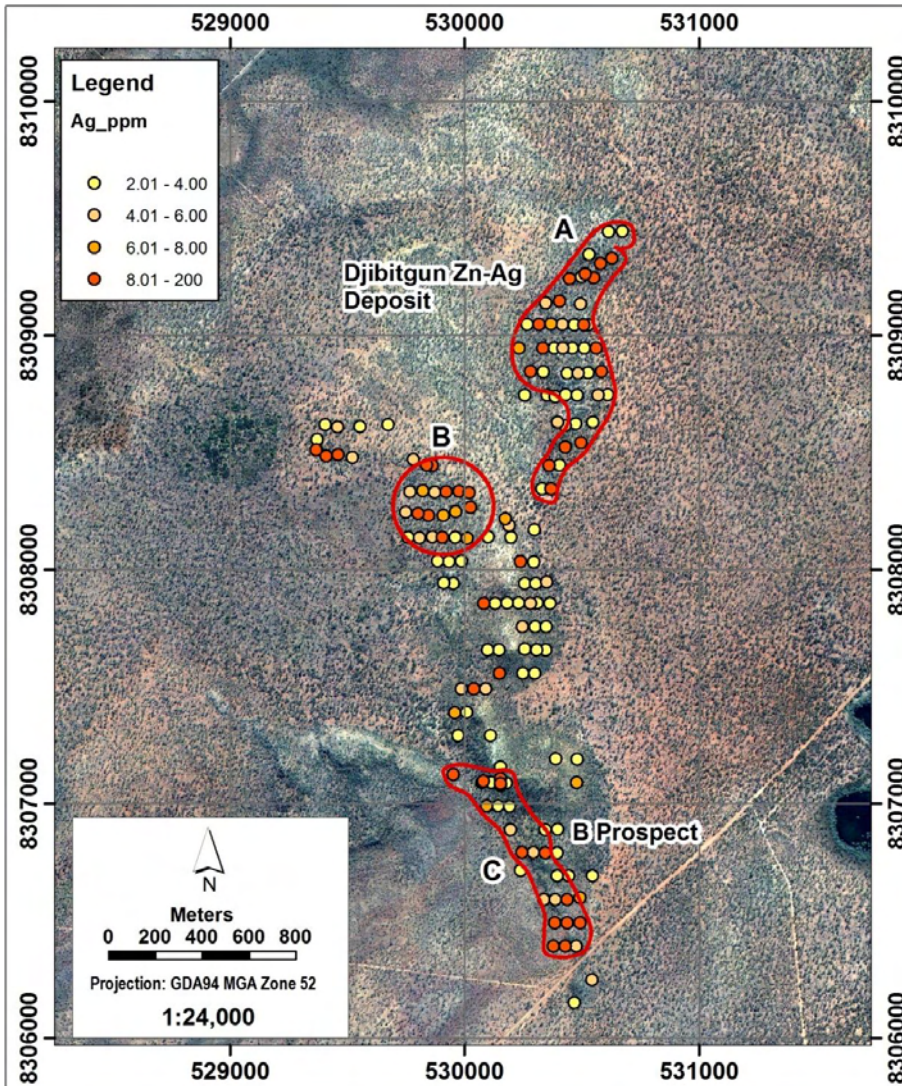 529000 530000 531000
Legend
Ag_ppm
2.01 - 4.00
4.01 - 6.00
6.01 - 8.00
8.01 - 200
8310000
8310000
A
Djibitgun Zn-Ag
Deposit
8309000
8309000
B
8308000
8308000
8307000
8307000
B Prospect
C
N
Meters
0 200 400 600 800
Projection: GDA94 MGA Zone 52
1:24,000
8306000
8306000
529000 530000 531000